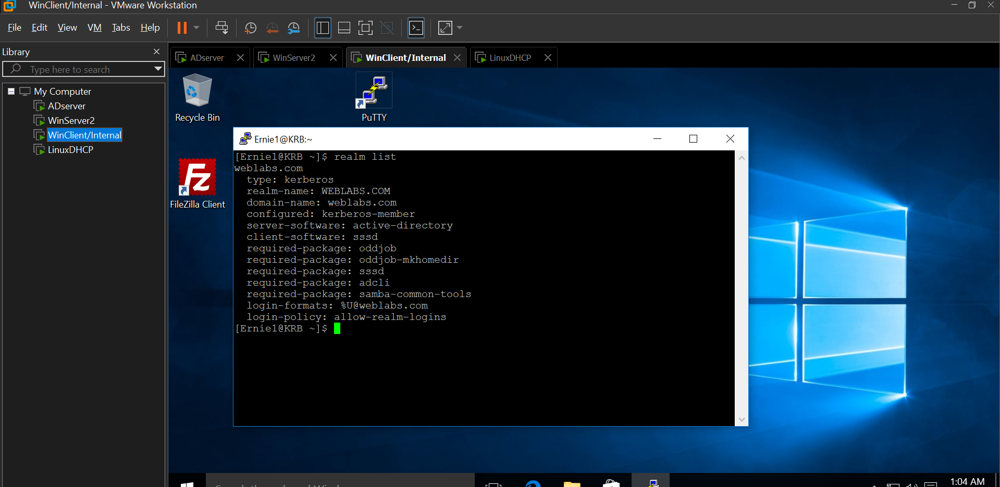 WinClient/Internal - VMware Workstation
File Edit View VM Tabs Help
Library
Type here to search
My Computer
ADserver
WinServer2
WinClient/Internal
LinuxDHCP
ADserver WinServer2 WinClient/Internal LinuxDHCP
Recycle Bin
PuTTY
FileZilla Client
Ernie1@KRB:~
[Ernie1@KRB ~]$ realm list
weblabs.com
type: kerberos
realm-name: WEBLABS.COM
domain-name: weblabs.com
configured: kerberos-member
server-software: active-directory
client-software: sssd
required-package: oddjob
required-package: oddjob-mkhomedir
required-package: sssd
required-package: adcli
required-package: samba-common-tools
login-formats: %U@weblabs.com
login-policy: allow-realm-logins
[Ernie1@KRB ~]$
1:04 AM